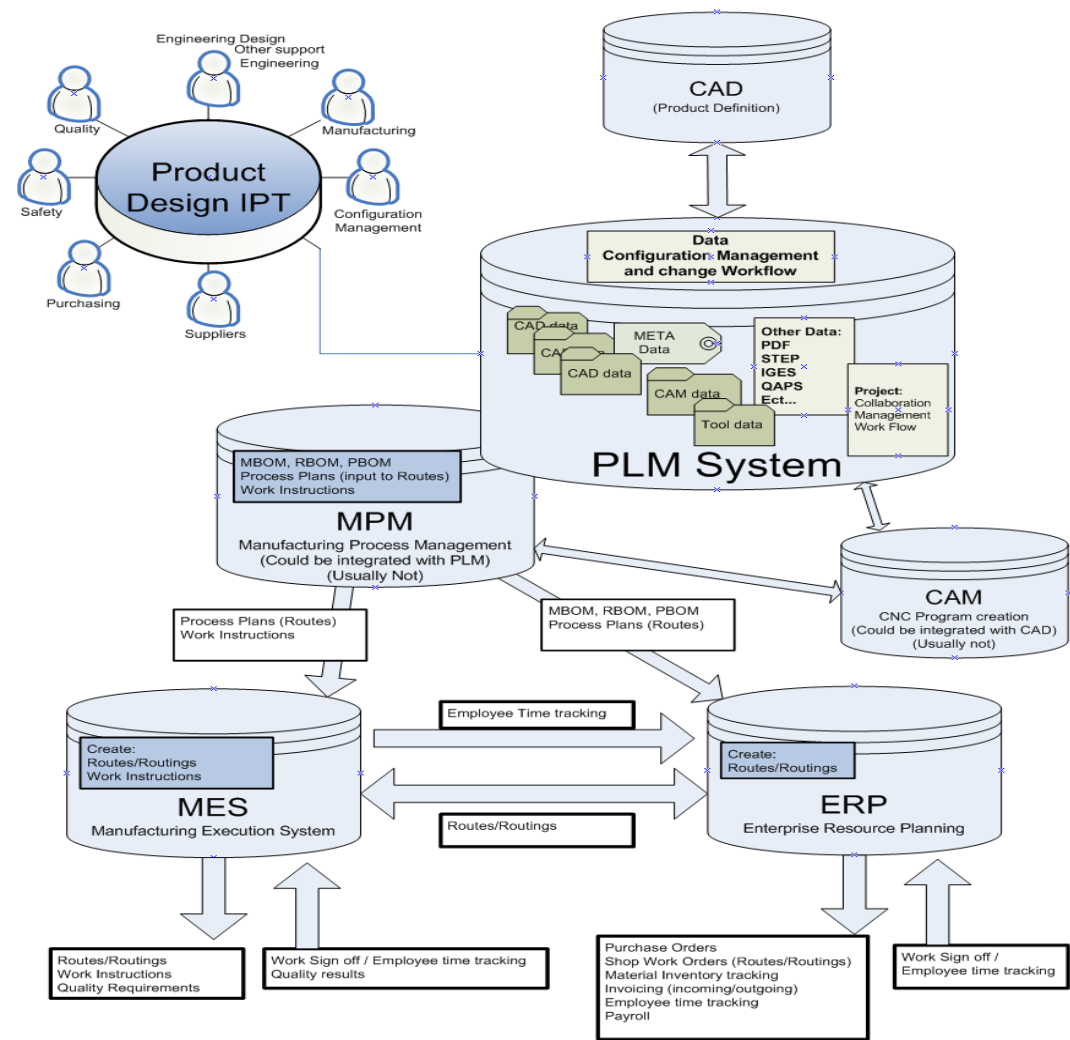 Engineering Design
Other support
Engineering
Quality
Manufacturing
Product
Design IPT
Safety
Configuration
Management
Purchasing
Suppliers
CAD
(Product Definition)
Data
Configuration Management
and change Workflow
CAD data
CAD data
CAD data
META
Data
CAM data
Tool data
Other Data:
PDF
STEP
IGES
QAPS
Ect...
Project:
Collaboration
Management
Work Flow
PLM System
MBOM, RBOM, PBOM
Process Plans (input to Routes)
Work Instructions
MPM
Manufacturing Process Management
(Could be integrated with PLM)
(Usually Not)
CAM
CNC Program creation
(Could be integrated with CAD)
(Usually not)
Process Plans (Routes)
Work Instructions
MBOM, RBOM, PBOM
Process Plans (Routes)
Employee Time tracking
Create:
Routes/Routings
Work Instructions
MES
Manufacturing Execution System
Routes/Routings
Create:
Routes/Routings
ERP
Enterprise Resource Planning
Routes/Routings
Work Instructions
Quality Requirements
Work Sign off / Employee time tracking
Quality results
Purchase Orders
Shop Work Orders (Routes/Routings)
Material Inventory tracking
Invoicing (incoming/outgoing)
Employee time tracking
Payroll
Work Sign off /
Employee time tracking